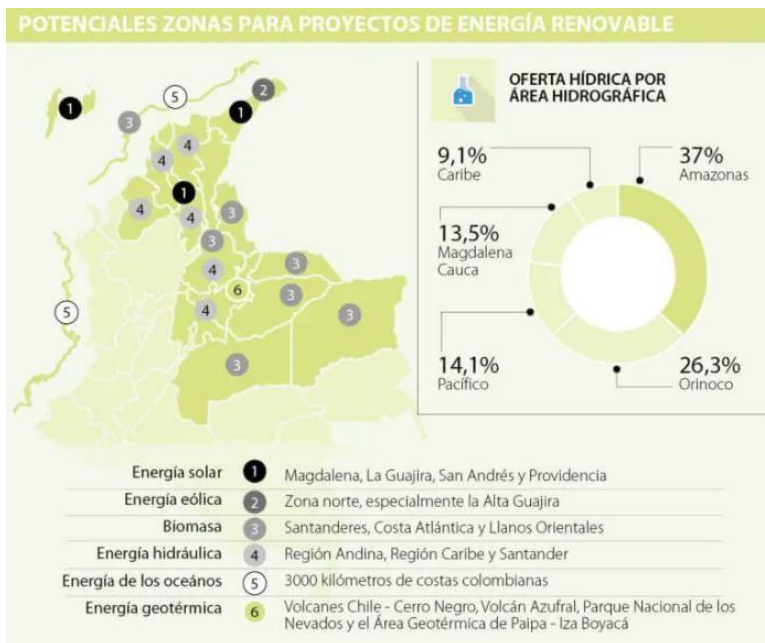 POTENCIALES ZONAS PARA PROYECTOS DE ENERGÍA RENOVABLE
5
2
1
1
3
4
4
1
4
4
3
3
4
3
6
3
4
3
5
3
OFERTA HÍDRICA POR
ÁREA HIDROGRÁFICA
9,1%
Caribe
37%
Amazonas
13,5%
Magdalena
Cauca
14,1%
Pacífico
26,3%
Orinoco
Energía solar 1 Magdalena, La Guajira, San Andrés y Providencia
Energía eólica 2 Zona norte, especialmente la Alta Guajira
Biomasa 3 Santanderes, Costa Atlántica y Llanos Orientales
Energía hidráulica 4 Región Andina, Región Caribe y Santander
Energía de los océanos 5 3000 kilómetros de costas colombianas
Energía geotérmica 6 Volcanes Chile - Cerro Negro, Volcán Azufral, Parque Nacional de los
Nevados y el Área Geotérmica de Paipa - Iza Boyacá